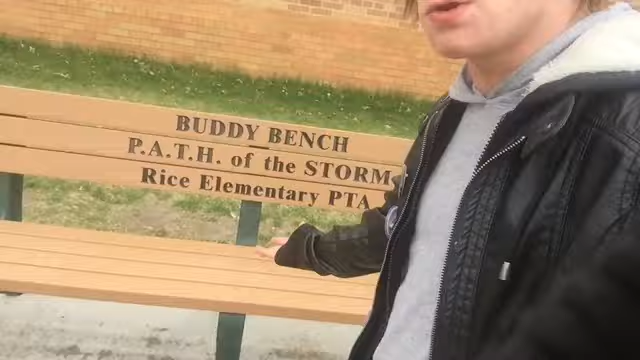 BUDDY BENCH
P.A.T.H. of the STORM
Rice Elementary PTA